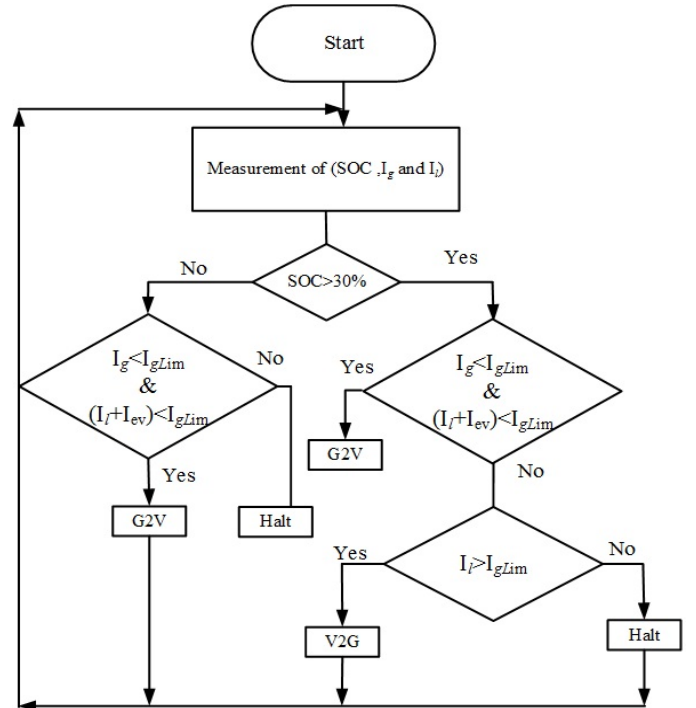 Start
Measurement of (SOC ,Ig and Il)
SOC>30%
No
Yes
Ig<IgLim
&
(Il+Iev)<IgLim
No
Yes
G2V
Halt
Ig<IgLim
&
(Il+Iev)<IgLim
Yes
G2V
No
Il>IgLim
Yes
V2G
No
Halt